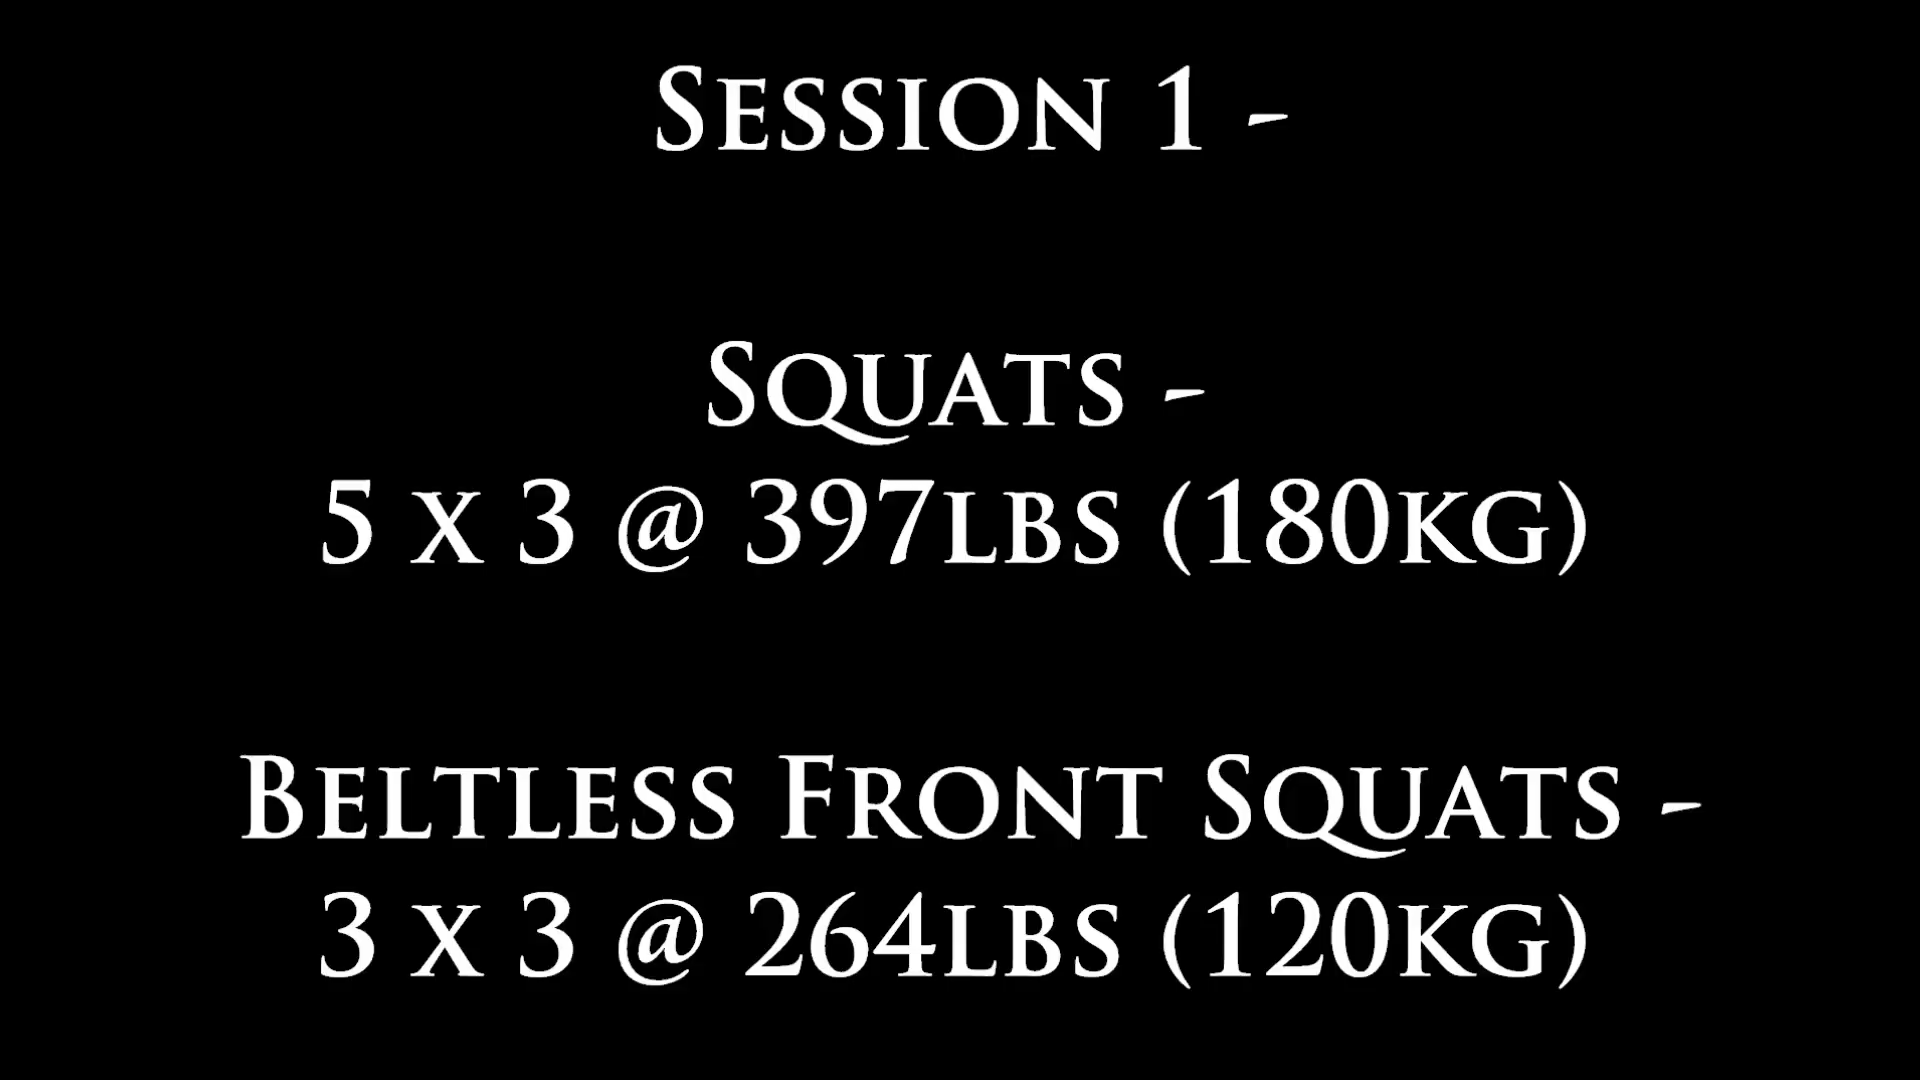 Session 1 -
Squats -
5 x 3 @ 397lbs (180kg)
Beltless Front Squats -
3 x 3 @ 264lbs (120kg)